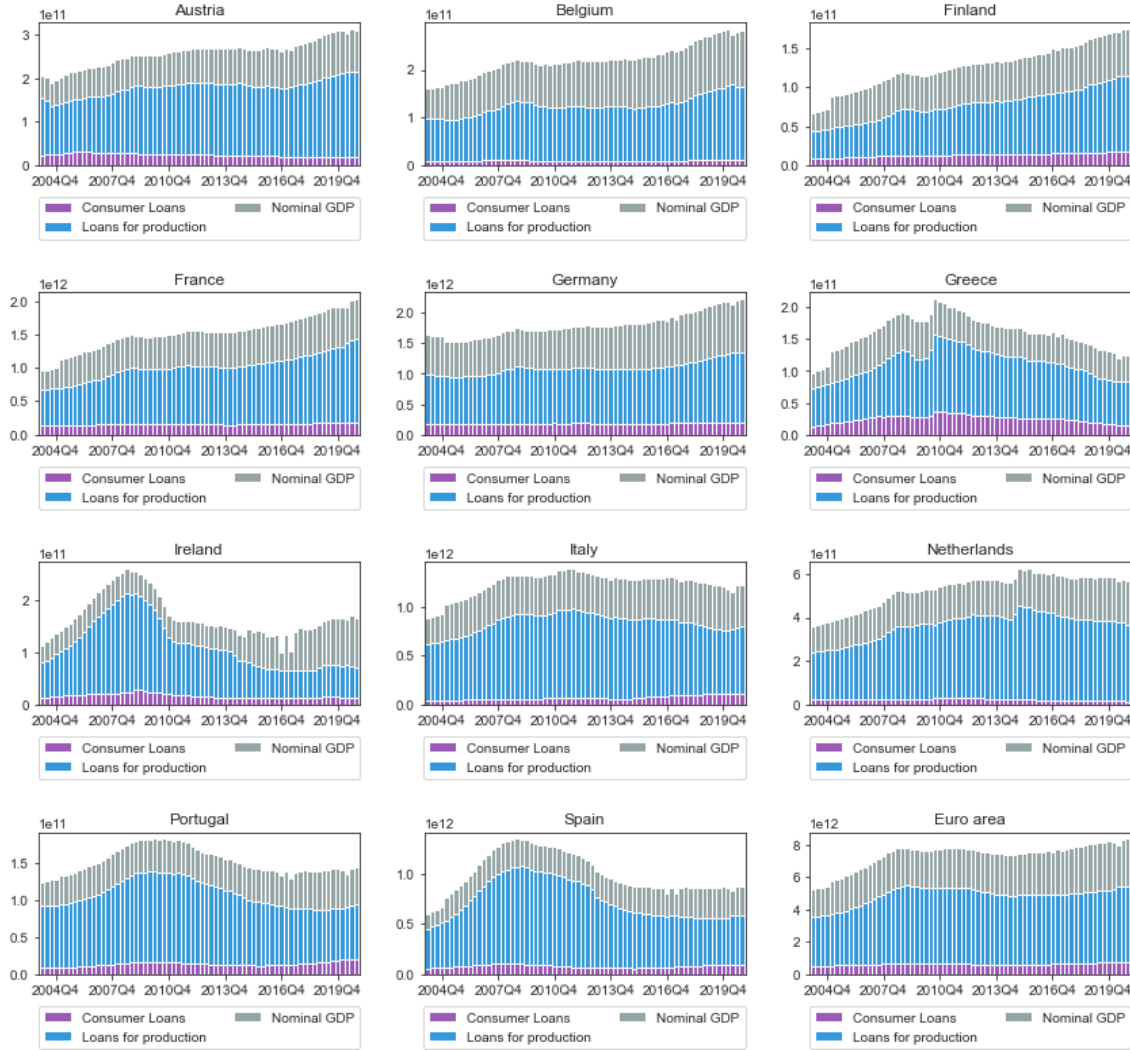 Austria
1e11
3
2
1
0
2004Q4 2007Q4 2010Q4 2013Q4 2016Q4 2019Q4
Consumer Loans Nominal GDP
Loans for production
Belgium
1e11
2
1
0
2004Q4 2007Q4 2010Q4 2013Q4 2016Q4 2019Q4
Consumer Loans Nominal GDP
Loans for production
Finland
1e11
1.5
1.0
0.5
0.0
2004Q4 2007Q4 2010Q4 2013Q4 2016Q4 2019Q4
Consumer Loans Nominal GDP
Loans for production
France
1e12
2.0
1.5
1.0
0.5
0.0
2004Q4 2007Q4 2010Q4 2013Q4 2016Q4 2019Q4
Consumer Loans Nominal GDP
Loans for production
Germany
1e12
2.0
1.5
1.0
0.5
0.0
2004Q4 2007Q4 2010Q4 2013Q4 2016Q4 2019Q4
Consumer Loans Nominal GDP
Loans for production
Greece
1e11
2.0
1.5
1.0
0.5
0.0
2004Q4 2007Q4 2010Q4 2013Q4 2016Q4 2019Q4
Consumer Loans Nominal GDP
Loans for production
Ireland
1e11
2
1
0
2004Q4 2007Q4 2010Q4 2013Q4 2016Q4 2019Q4
Consumer Loans Nominal GDP
Loans for production
Italy
1e12
1.0
0.5
0.0
2004Q4 2007Q4 2010Q4 2013Q4 2016Q4 2019Q4
Consumer Loans Nominal GDP
Loans for production
Netherlands
1e11
6
4
2
0
2004Q4 2007Q4 2010Q4 2013Q4 2016Q4 2019Q4
Consumer Loans Nominal GDP
Loans for production
Portugal
1e11
1.5
1.0
0.5
0.0
2004Q4 2007Q4 2010Q4 2013Q4 2016Q4 2019Q4
Consumer Loans Nominal GDP
Loans for production
Spain
1e12
1.0
0.5
0.0
2004Q4 2007Q4 2010Q4 2013Q4 2016Q4 2019Q4
Consumer Loans Nominal GDP
Loans for production
Euro area
1e12
8
6
4
2
0
2004Q4 2007Q4 2010Q4 2013Q4 2016Q4 2019Q4
Consumer Loans Nominal GDP
Loans for production